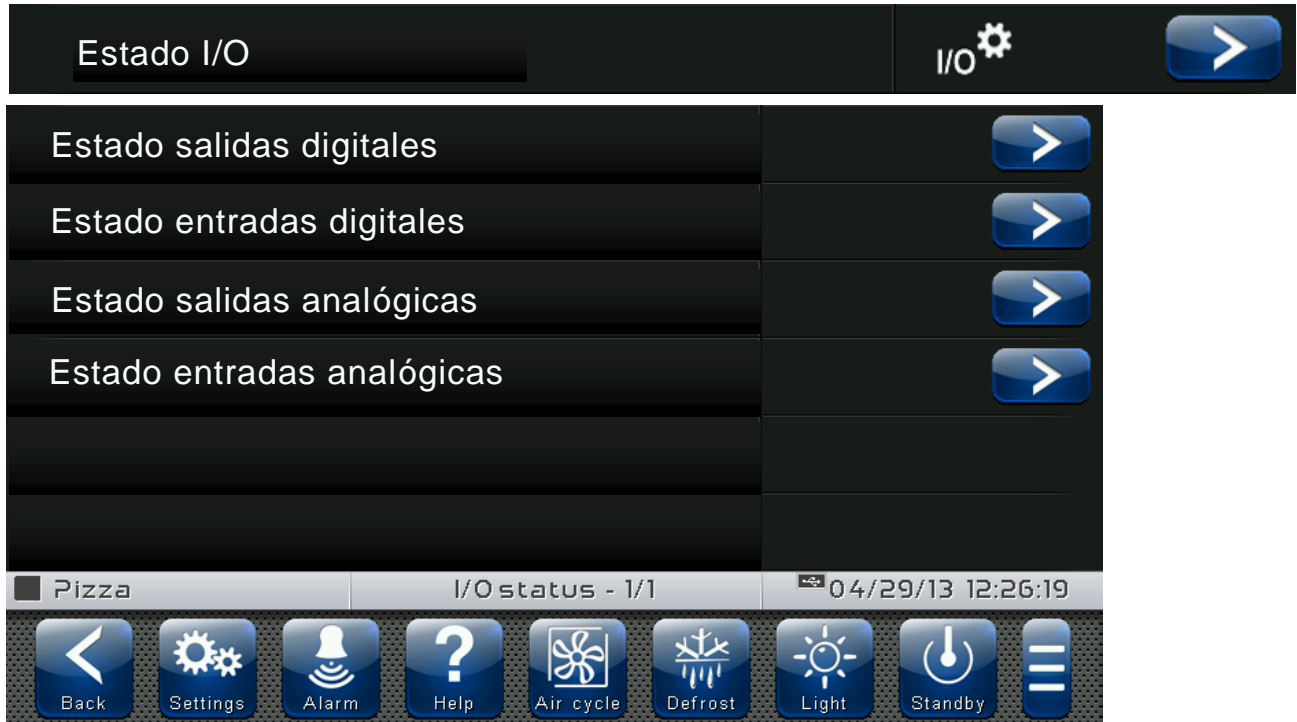 Estado I/O I/O >
Estado salidas digitales >
Estado entradas digitales >
Estado salidas analógicas >
Estado entradas analógicas >
Pizza I/O status - 1/1 04/29/13 12:26:19
? 
Back Settings Alarm Help Air cycle Defrost Light Standby